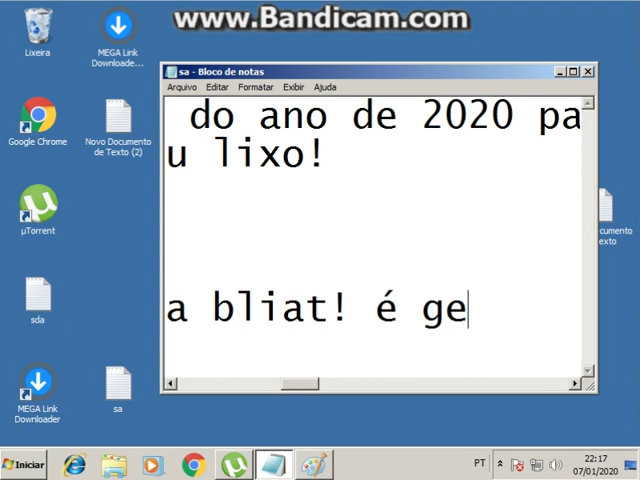 www.Bandicam.com
Lixeira
MEGA Link
Downloade...
Google Chrome
Novo Documento
de Texto (2)
µTorrent
sda
MEGA Link
Downloader
sa
sa - Bloco de notas
Arquivo Editar Formatar Exibir Ajuda
do ano de 2020 pa
u lixo!
a bliat! é ge
cumento
exto
Iniciar
PT
22:17
07/01/2020